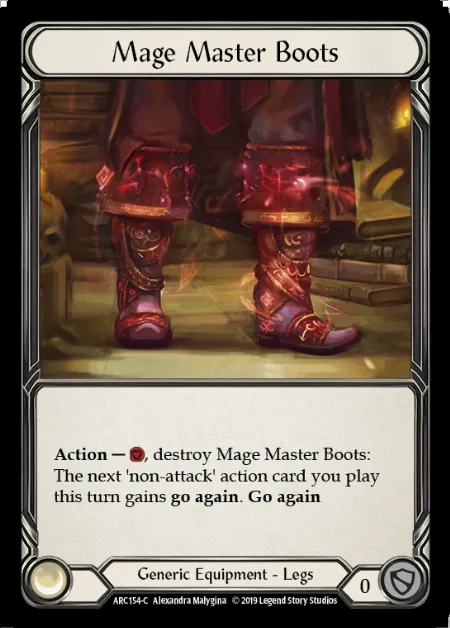 Mage Master Boots
Action — , destroy Mage Master Boots:
The next 'non-attack' action card you play
this turn gains go again. Go again
Generic Equipment - Legs
0
ARC154-C Alexandra Malygina © 2019 Legend Story Studios